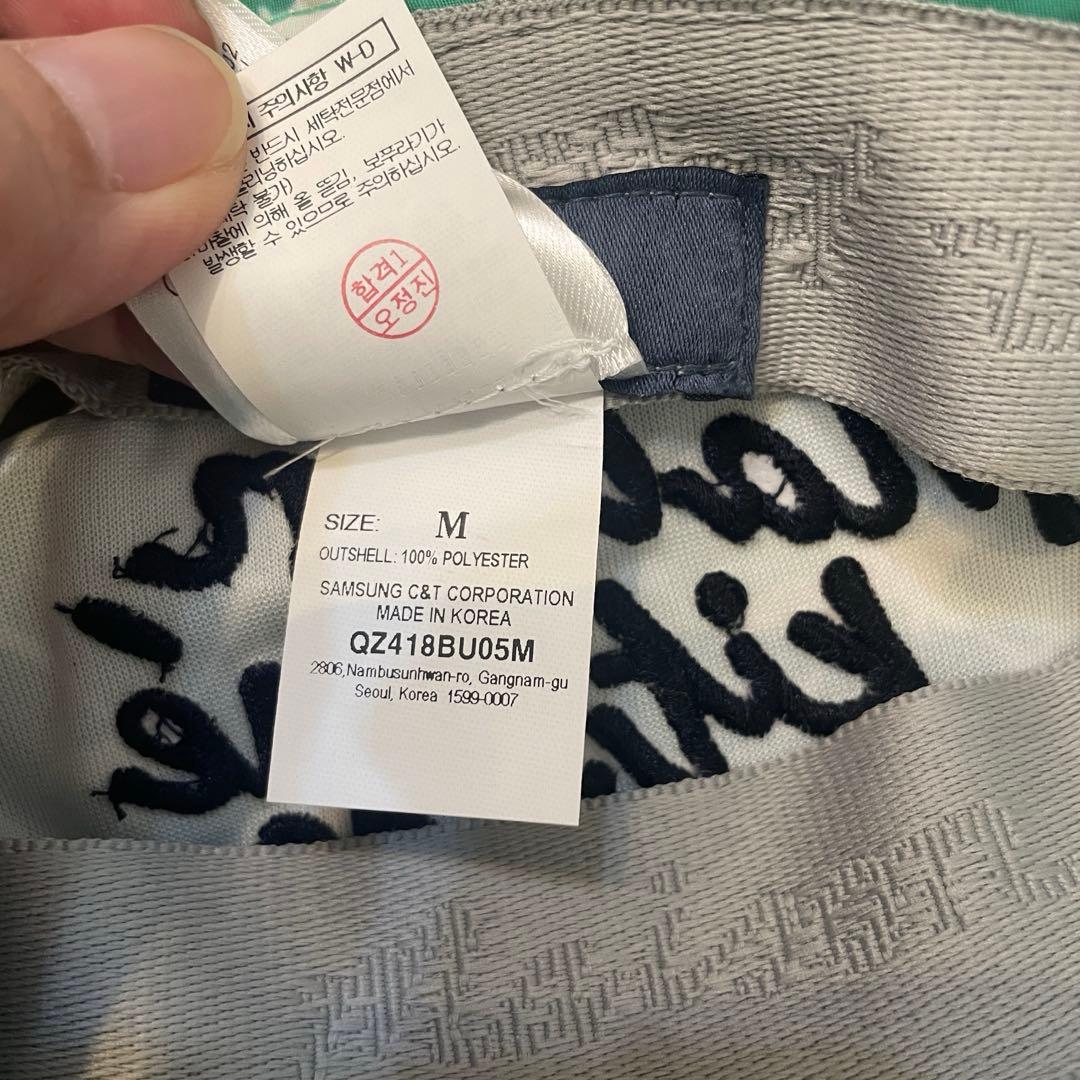 주의사항 W-D
반드시 세탁전문점에서
하십시오.
불가)
마찰에 의해 올 뜯김, 보푸라기가
발생할 수 있으므로 주의하십시오.
합격1
오정진
SIZE: M
OUTSHELL: 100% POLYESTER
SAMSUNG C&T CORPORATION
MADE IN KOREA
QZ418BU05M
2806,Nambusunhwan-ro, Gangnam-gu
Seoul, Korea 1599-0007